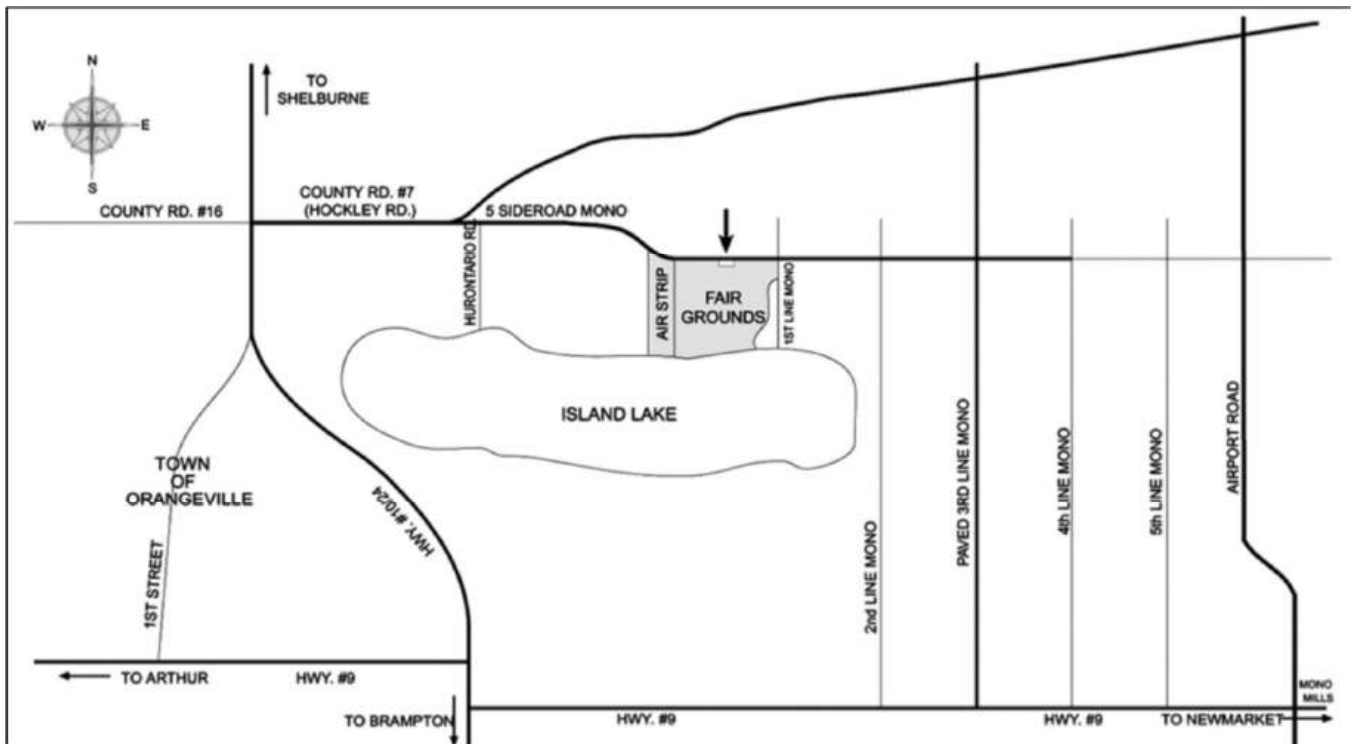 N
W
E
S
TO
SHELBURNE
COUNTY RD. #16
COUNTY RD. #7
(HOCKLEY RD.)
5 SIDEROAD MONO
HURONTARIO RD
AIR STRIP
FAIR
GROUNDS
1ST LINE MONO
ISLAND LAKE
TOWN
OF
ORANGEVILLE
HWY. #10/24
1ST STREET
2nd LINE MONO
PAVED 3RD LINE MONO
4th LINE MONO
5th LINE MONO
AIRPORT ROAD
TO ARTHUR
HWY. #9
TO BRAMPTON
HWY. #9
HWY. #9
TO NEWMARKET
MONO
MILLS